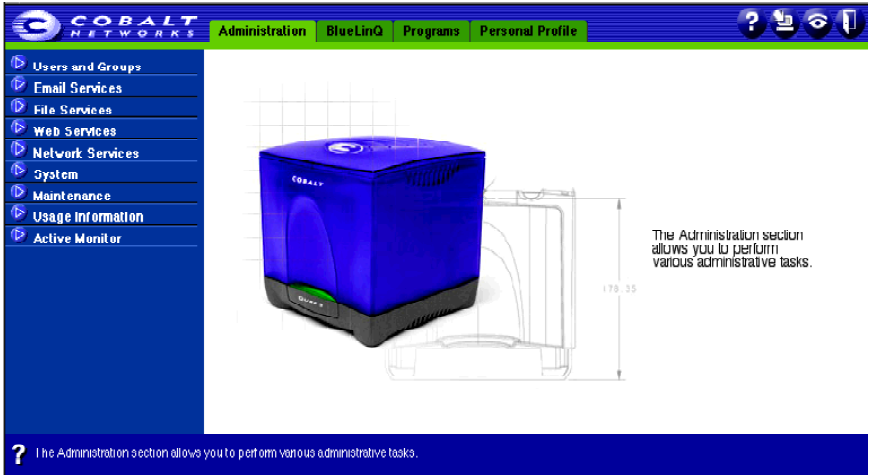 COBALT
NETWORKS
Administration
BlueLinQ
Programs
Personal Profile
?
Users and Groups
Email Services
File Services
Web Services
Network Services
System
Maintenance
Usage Information
Active Monitor
COBALT
179.35
The Administration section
allows you to perform
various administrative tasks.
? The Administration section allows you to perform various administrative tasks.